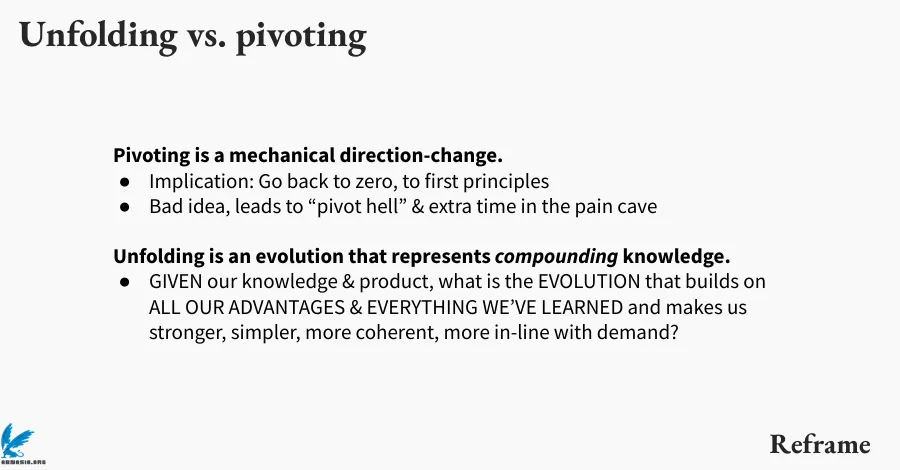 Unfolding vs. pivoting
Pivoting is a mechanical direction-change.
● Implication: Go back to zero, to first principles
● Bad idea, leads to “pivot hell” & extra time in the pain cave
Unfolding is an evolution that represents compounding knowledge.
● GIVEN our knowledge & product, what is the EVOLUTION that builds on
ALL OUR ADVANTAGES & EVERYTHING WE’VE LEARNED and makes us
stronger, simpler, more coherent, more in-line with demand?
Reframe